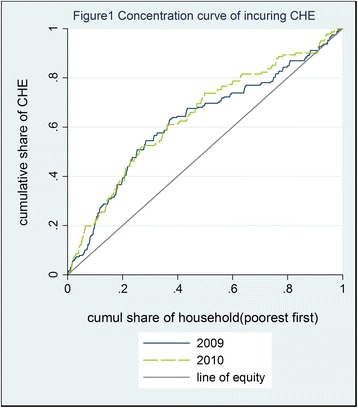 Figure1 Concentration curve of incuring CHE
cumulative share of CHE
1
.8
.6
.4
.2
0
0 .2 .4 .6 .8 1
cumul share of household(poorest first)
2009
2010
line of equity